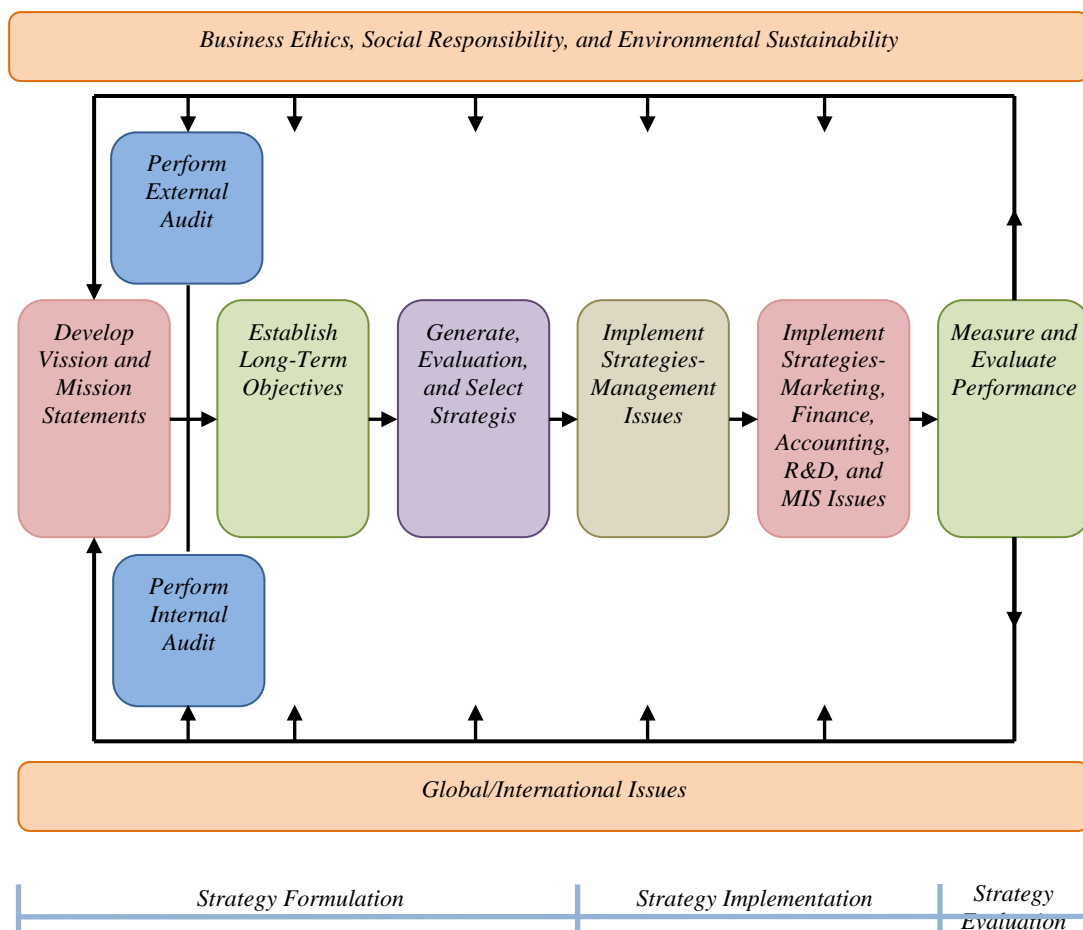 Business Ethics, Social Responsibility, and Environmental Sustainability
Perform
External
Audit
Develop
Vission and
Mission
Statements
Establish
Long-Term
Objectives
Generate,
Evaluation,
and Select
Strategis
Implement
Strategies-
Management
Issues
Implement
Strategies-
Marketing,
Finance,
Accounting,
R&D, and
MIS Issues
Measure and
Evaluate
Performance
Perform
Internal
Audit
Global/International Issues
Strategy Formulation
Strategy Implementation
Strategy
Evaluation